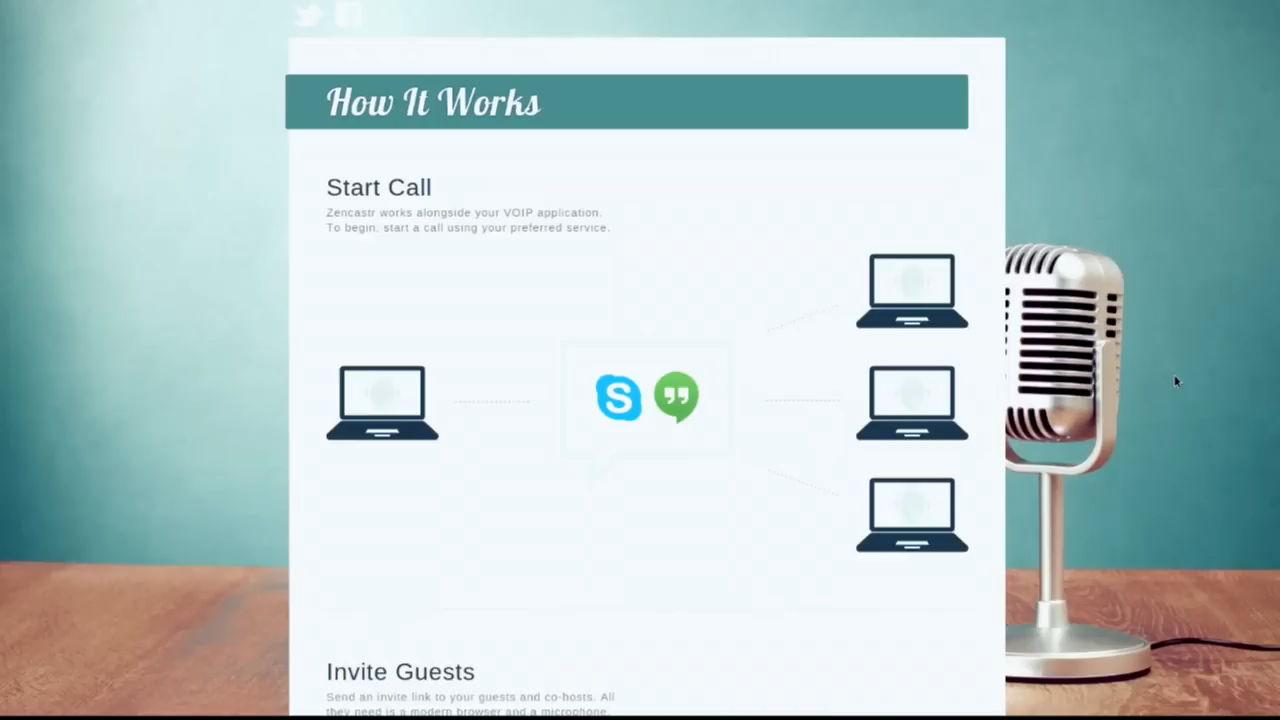 How It Works
Start Call
Zencastr works alongside your VOIP application.
To begin, start a call using your preferred service.
Invite Guests
Send an invite link to your guests and co-hosts. All
they need is a modern browser and a microphone.